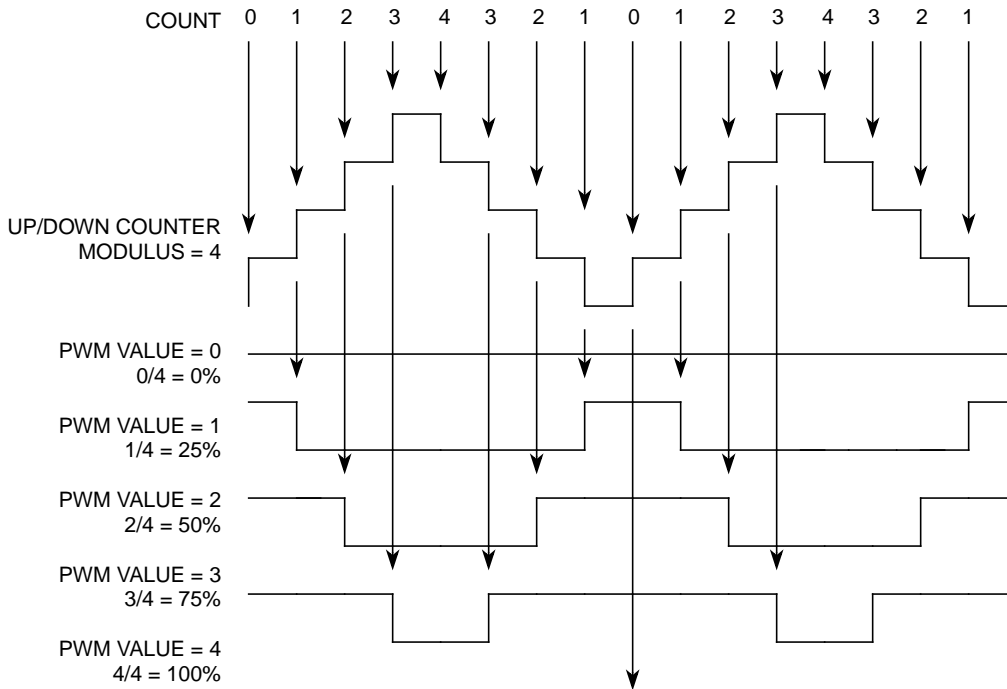 COUNT 0 1 2 3 4 3 2 1 0 1 2 3 4 3 2 1
UP/DOWN COUNTER
MODULUS = 4
PWM VALUE = 0
0/4 = 0%
PWM VALUE = 1
1/4 = 25%
PWM VALUE = 2
2/4 = 50%
PWM VALUE = 3
3/4 = 75%
PWM VALUE = 4
4/4 = 100%